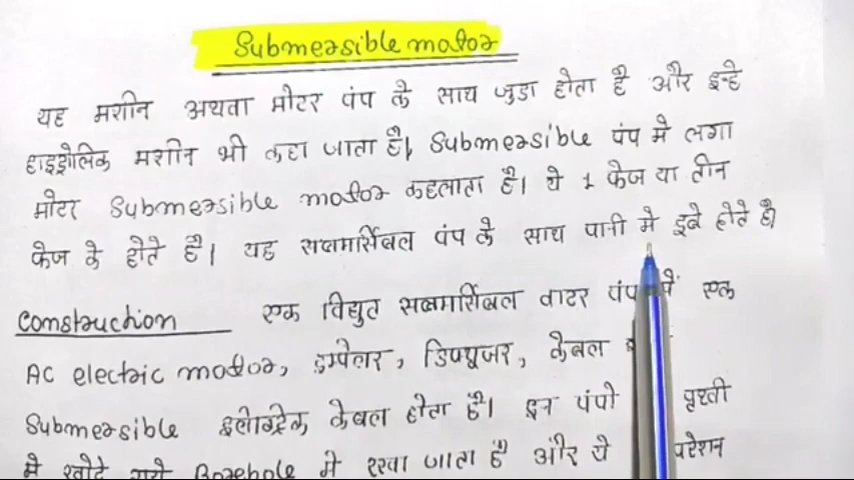 Submersible motor
यह मशीन अथवा मोटर पंप के साथ जुडा होता है और इन्हे
हाइड्रोलिक मशीन भी कहा जाता है। Submersible पंप मे लगा
मोटर Submersible motor कहलाता है। ये 1 फेज या तीन
फेज के होते है। यह सबमर्सिबल पंप के साथ पानी मे डूबे होते है।
Construction एक विद्युत सबमर्सिबल वाटर पंप में एक
AC electric motor, इम्पेलर, डिफ्यूजर, केबल
Submersible इलेक्ट्रिक केबल होता है। इन पंपो पृथ्वी
मे खोदे गये Borehole मे रखा जाता है और ये परेशन